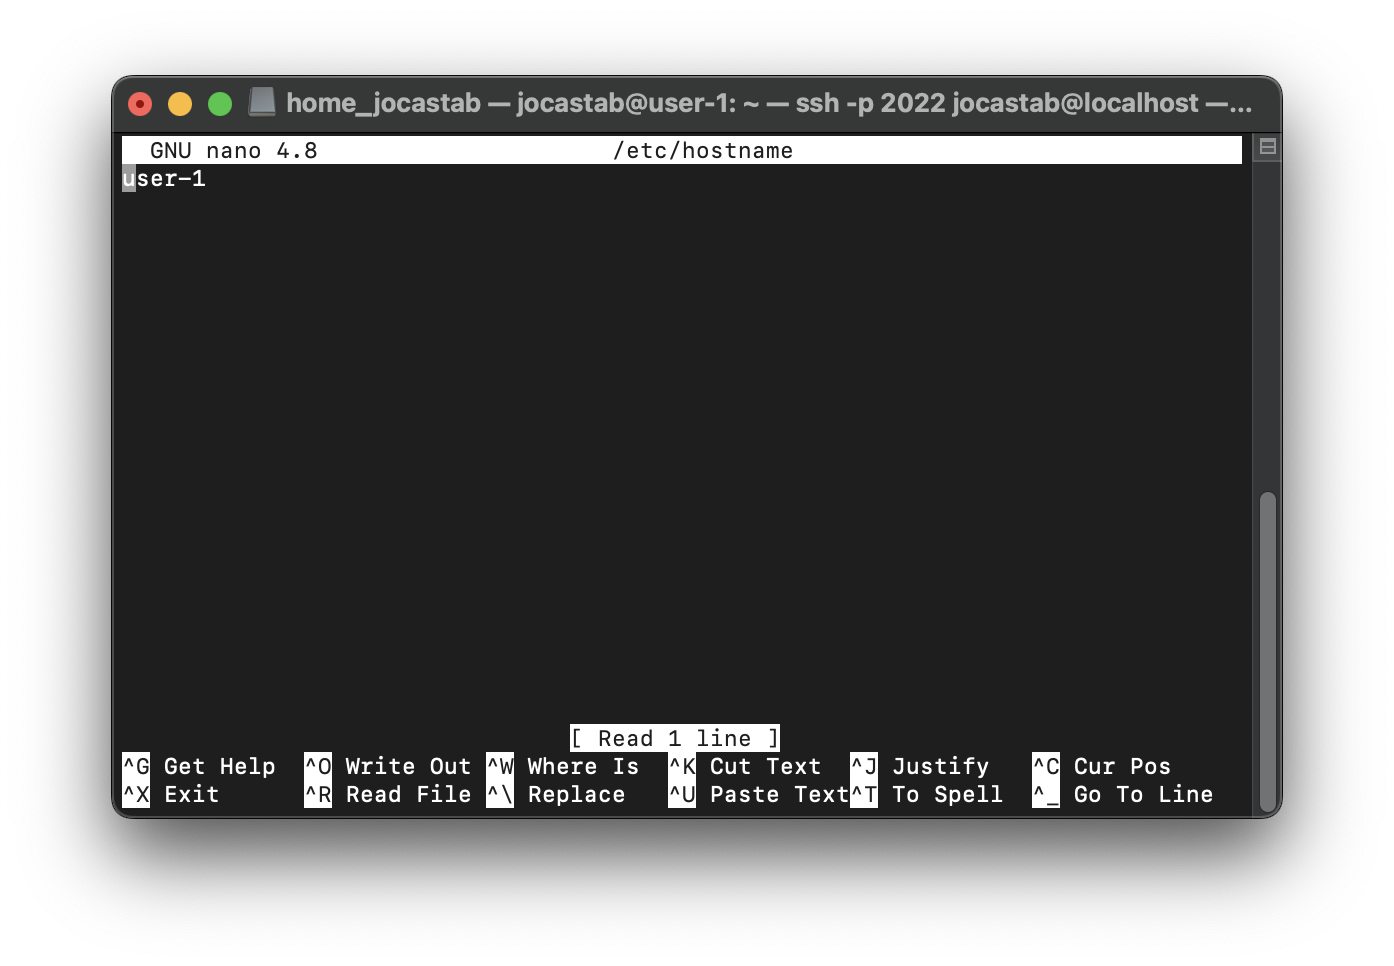 home_jocastab — jocastab@user-1: ~ — ssh -p 2022 jocastab@localhost —...
GNU nano 4.8 /etc/hostname
user-1
[ Read 1 line ]
^G Get Help ^O Write Out ^W Where Is ^K Cut Text ^J Justify ^C Cur Pos
^X Exit ^R Read File ^\ Replace ^U Paste Text ^T To Spell ^_ Go To Line